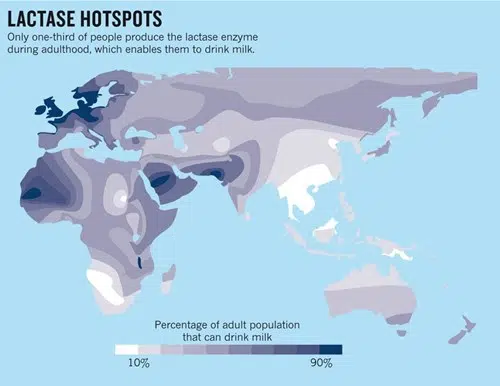 LACTASE HOTSPOTS
Only one-third of people produce the lactase enzyme
during adulthood, which enables them to drink milk.
Percentage of adult population
that can drink milk
10% 90%